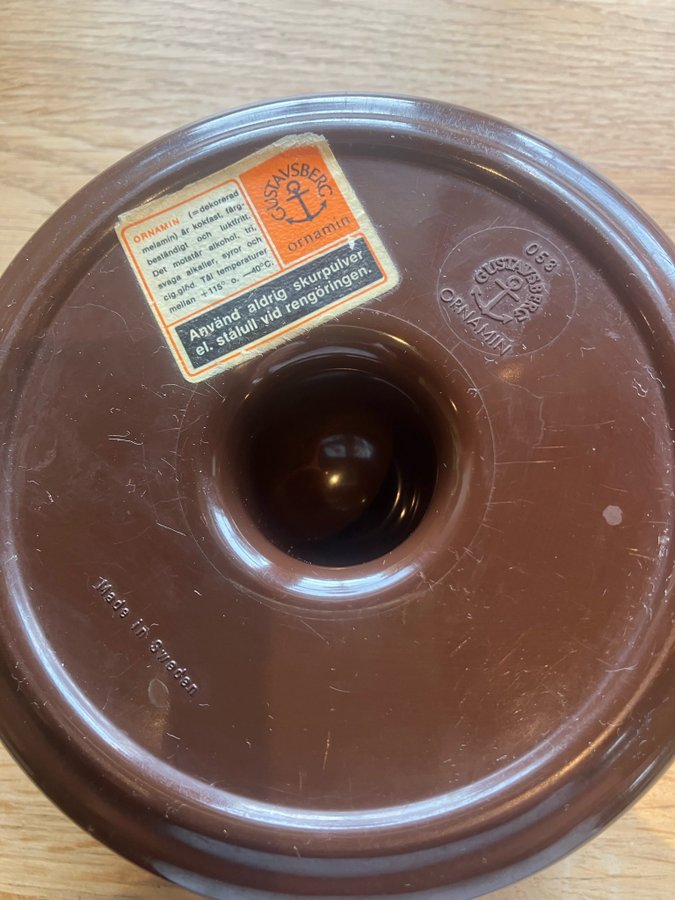 ORNAMIN (=dekorerad
melamin) är kokfast, färg-
beständigt och luktfritt.
Det motstår alkohol, tri,
svaga alkalier, syror och
cig.glöd. Tål temperaturer
mellan +115° o. –40°C.
GUSTAVSBERG
ornamin
Använd aldrig skurpulver
el. stålull vid rengöringen.
053
GUSTAVSBERG
ORNAMIN
Made in Sweden